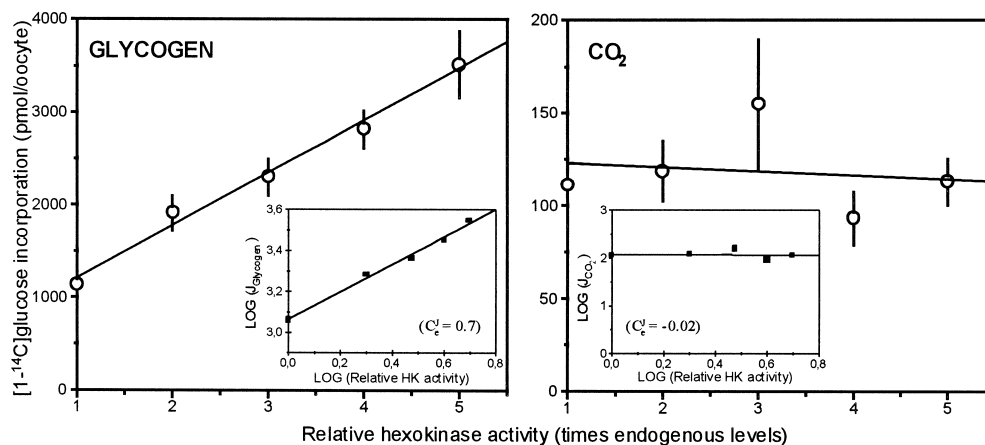 GLYCOGEN
[1-¹⁴C]glucose incorporation (pmol/oocyte)
4000
3000
2000
1000
0
1 2 3 4 5
3,6
3,4
3,2
3,0
LOG (J_Glycogen)
(C_e^J = 0.7)
0,0 0,2 0,4 0,6 0,8
LOG (Relative HK activity)
CO₂
200
150
100
50
0
1 2 3 4 5
3
2
1
0
LOG (J_CO₂)
(C_e^J = -0.02)
0,0 0,2 0,4 0,6 0,8
LOG (Relative HK activity)
Relative hexokinase activity (times endogenous levels)